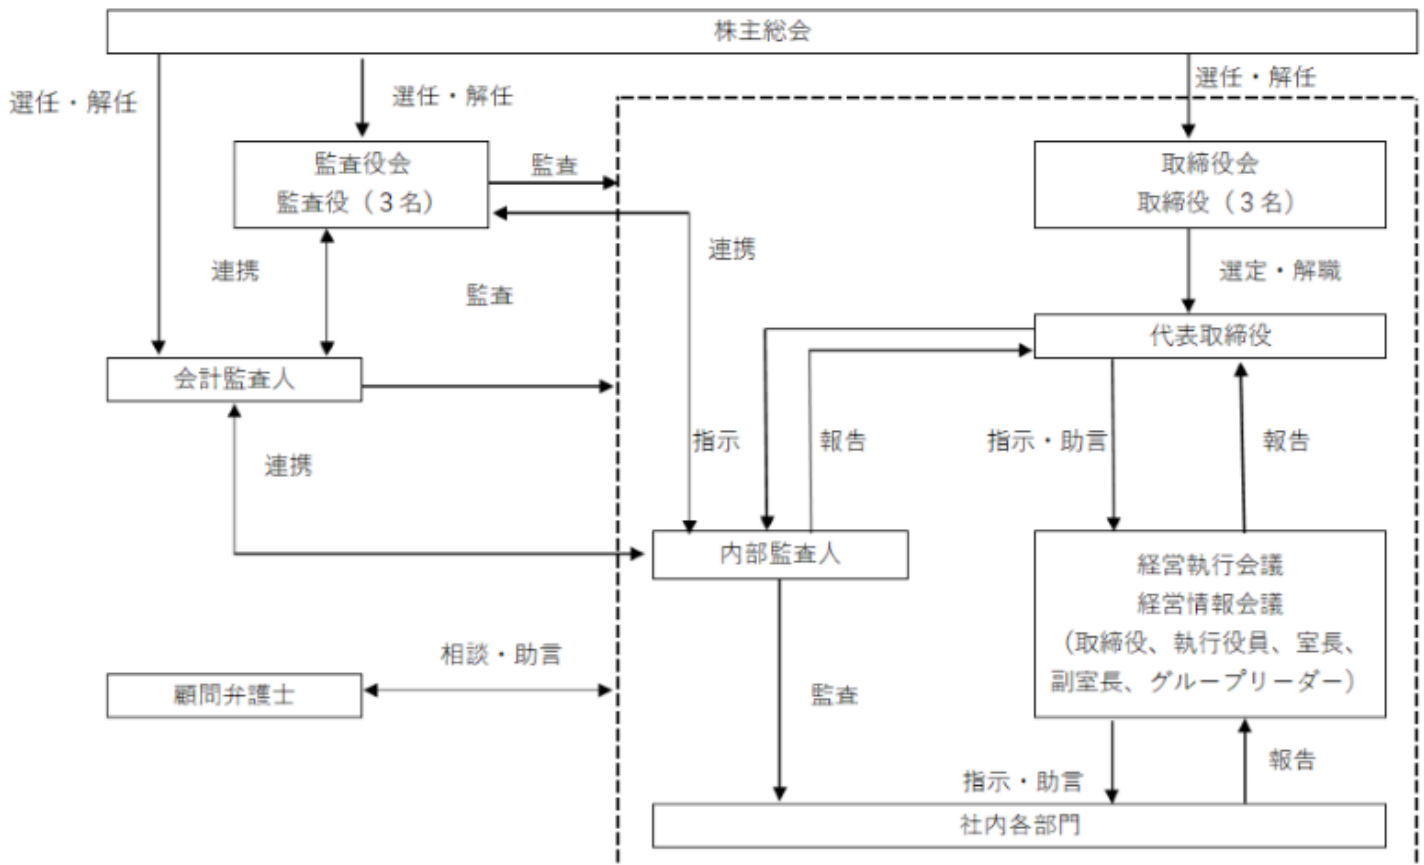 株主総会
選任・解任
選任・解任
選任・解任
監査役会
監査役（３名）
監査
取締役会
取締役（３名）
連携
連携
選定・解職
監査
代表取締役
会計監査人
指示
報告
指示・助言
報告
連携
内部監査人
経営執行会議
経営情報会議
（取締役、執行役員、室長、
副室長、グループリーダー）
相談・助言
顧問弁護士
監査
指示・助言
報告
社内各部門